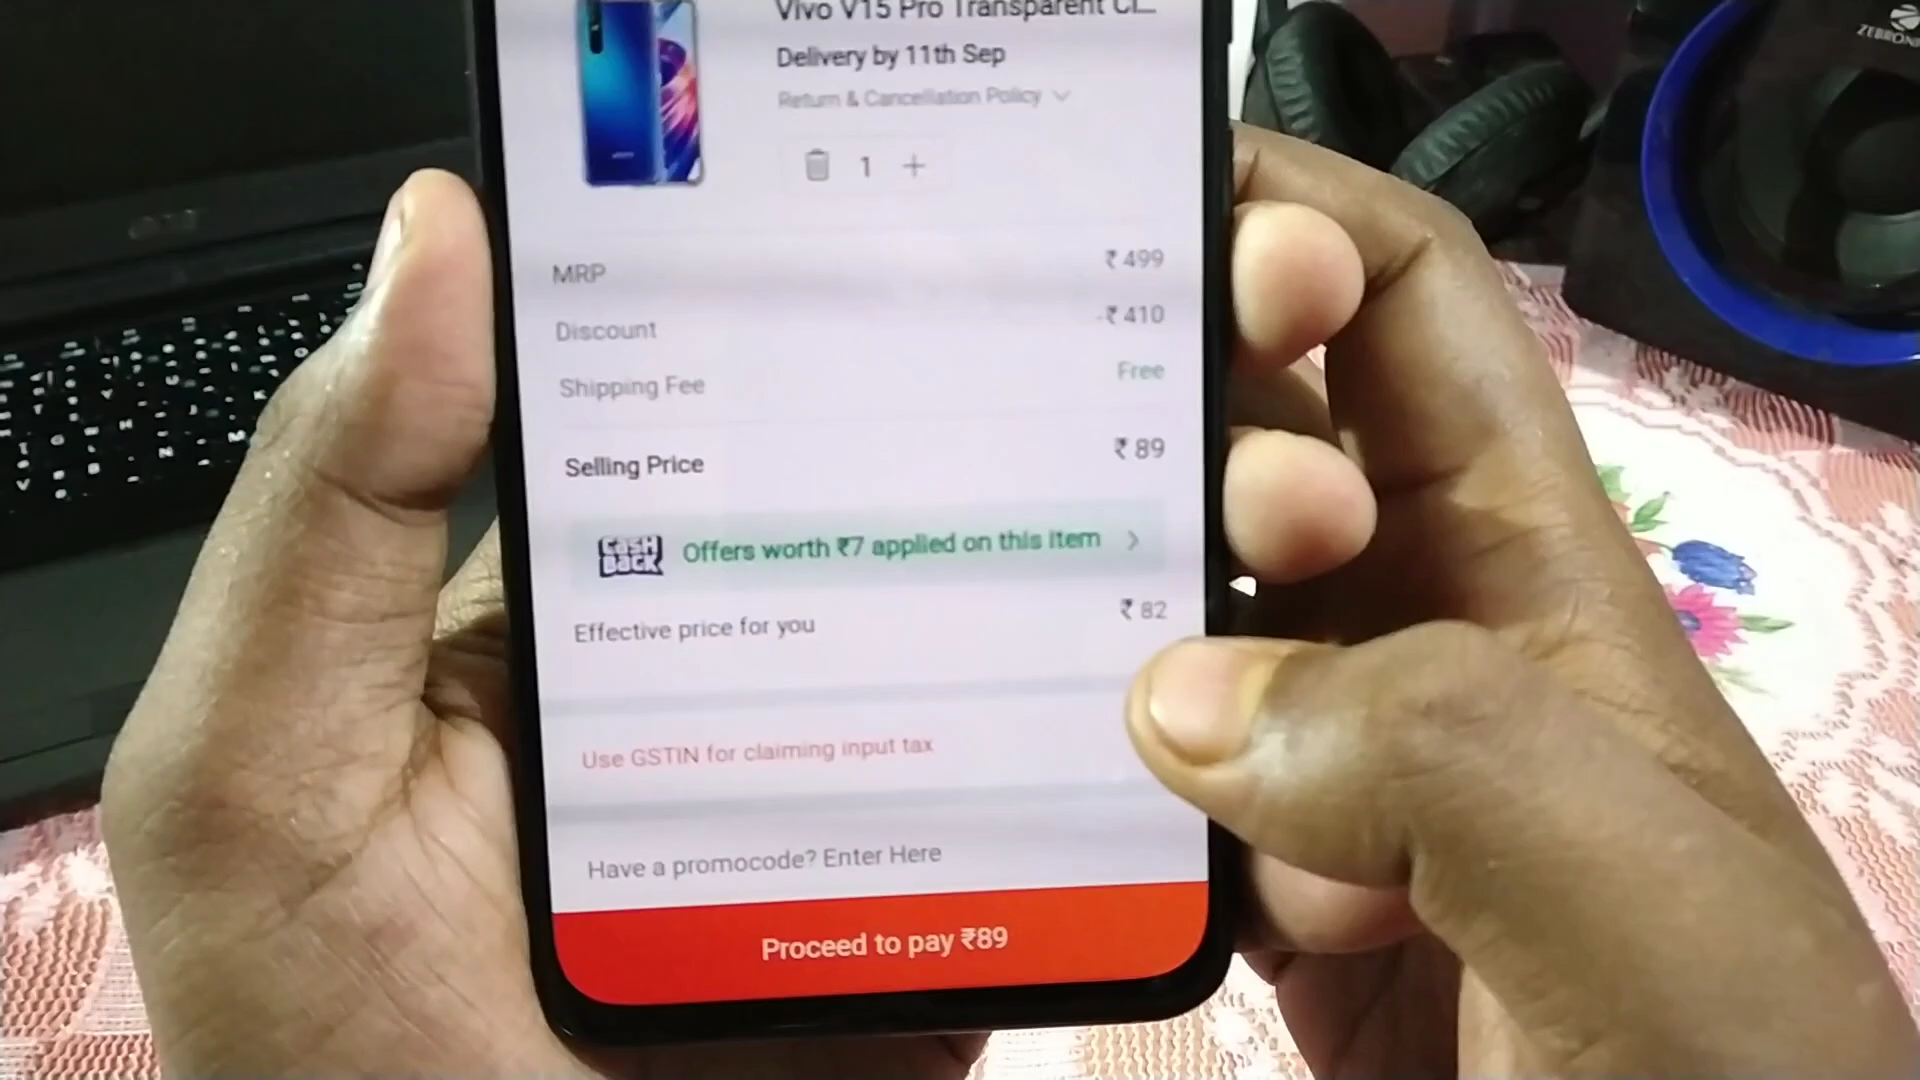 Vivo V15 Pro Transparent Cl...
Delivery by 11th Sep
Return & Cancellation Policy
1 +
MRP ₹ 499
Discount -₹ 410
Shipping Fee Free
Selling Price ₹ 89
CASH BACK Offers worth ₹7 applied on this item >
Effective price for you ₹ 82
Use GSTIN for claiming input tax
Have a promocode? Enter Here
Proceed to pay ₹89